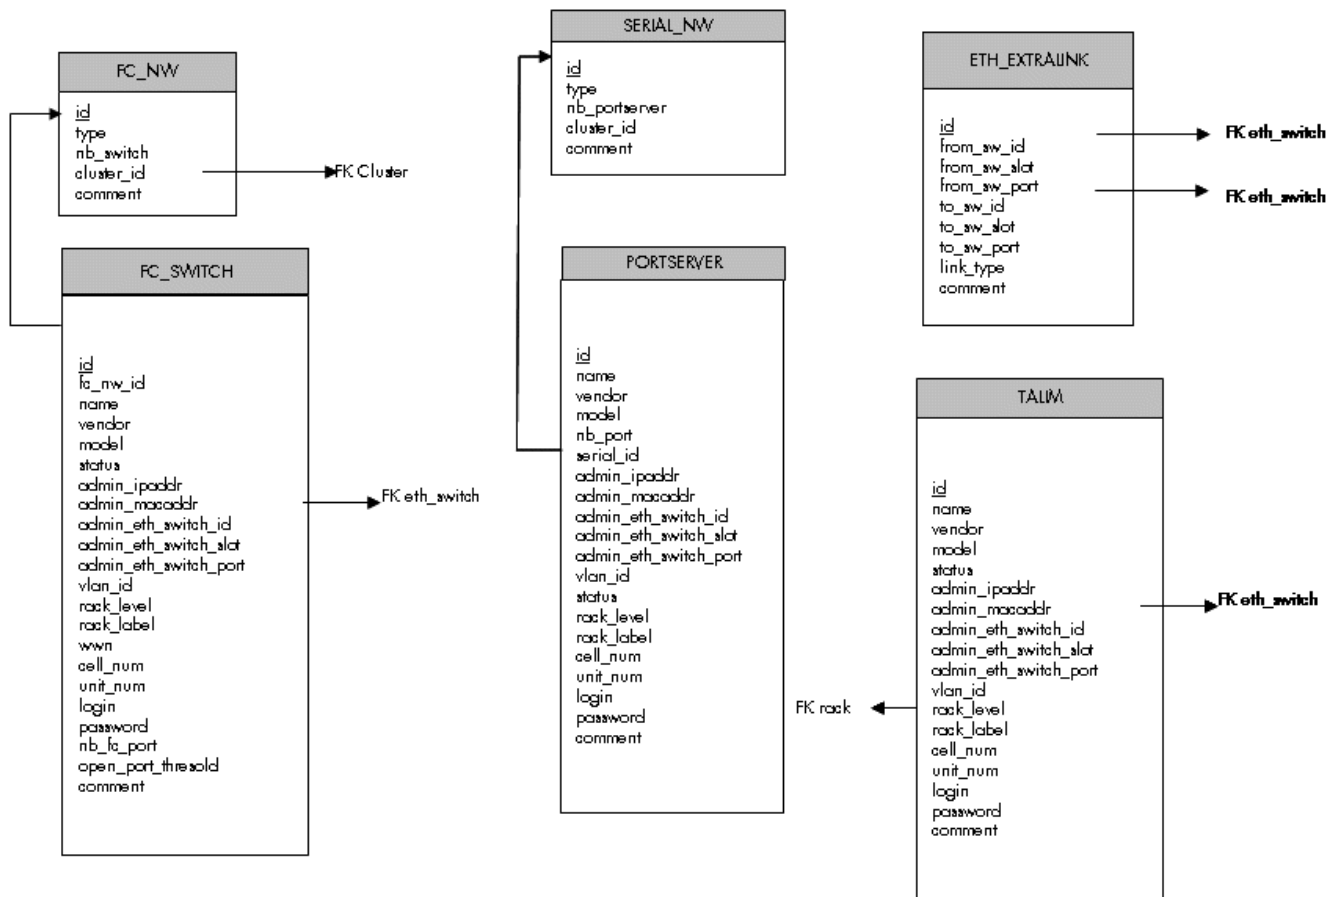 FC_NW
id
type
nb_switch
cluster_id
comment
FK Cluster
FC_SWITCH
id
fc_nw_id
name
vendor
model
status
admin_ipaddr
admin_macaddr
admin_eth_switch_id
admin_eth_switch_slot
admin_eth_switch_port
vlan_id
rack_level
rack_label
wwn
cell_num
unit_num
login
password
nb_fc_port
open_port_thresold
comment
FK eth_switch
SERIAL_NW
id
type
nb_portserver
cluster_id
comment
PORTSERVER
id
name
vendor
model
nb_port
serial_id
admin_ipaddr
admin_macaddr
admin_eth_switch_id
admin_eth_switch_slot
admin_eth_switch_port
vlan_id
status
rack_level
rack_label
cell_num
unit_num
login
password
comment
ETH_EXTRALINK
id
from_sw_id
from_sw_slot
from_sw_port
to_sw_id
to_sw_slot
to_sw_port
link_type
comment
FK eth_switch
FK eth_switch
TALIM
id
name
vendor
model
status
admin_ipaddr
admin_macaddr
admin_eth_switch_id
admin_eth_switch_slot
admin_eth_switch_port
vlan_id
rack_level
rack_label
cell_num
unit_num
login
password
comment
FK eth_switch
FK rack